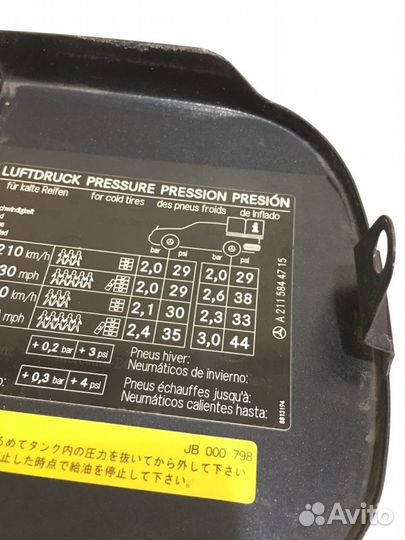 LUFTDRUCK PRESSURE PRESSION PRESIÓN
für kalte Reifen for cold tires des pneus froids de Inflado
i
bar psi bar psi
210 km/h 2,0 29 2,0 29
30 mph 2,0 29 2,6 38
0 km/h 2,1 30 2,3 33
mph 2,4 35 3,0 44
+ 0,2 bar + 3 psi Pneus hiver:
Neumáticos de invierno:
+ 0,3 bar + 4 psi Pneus échauffes jusqu'à:
Neumáticos calientes hasta:
A 211 584 47 15
8813194
JB 000 798
るめてタンク内の圧力を抜いてから外して下さい
止した時点で給油を停止して下さい。
Avito